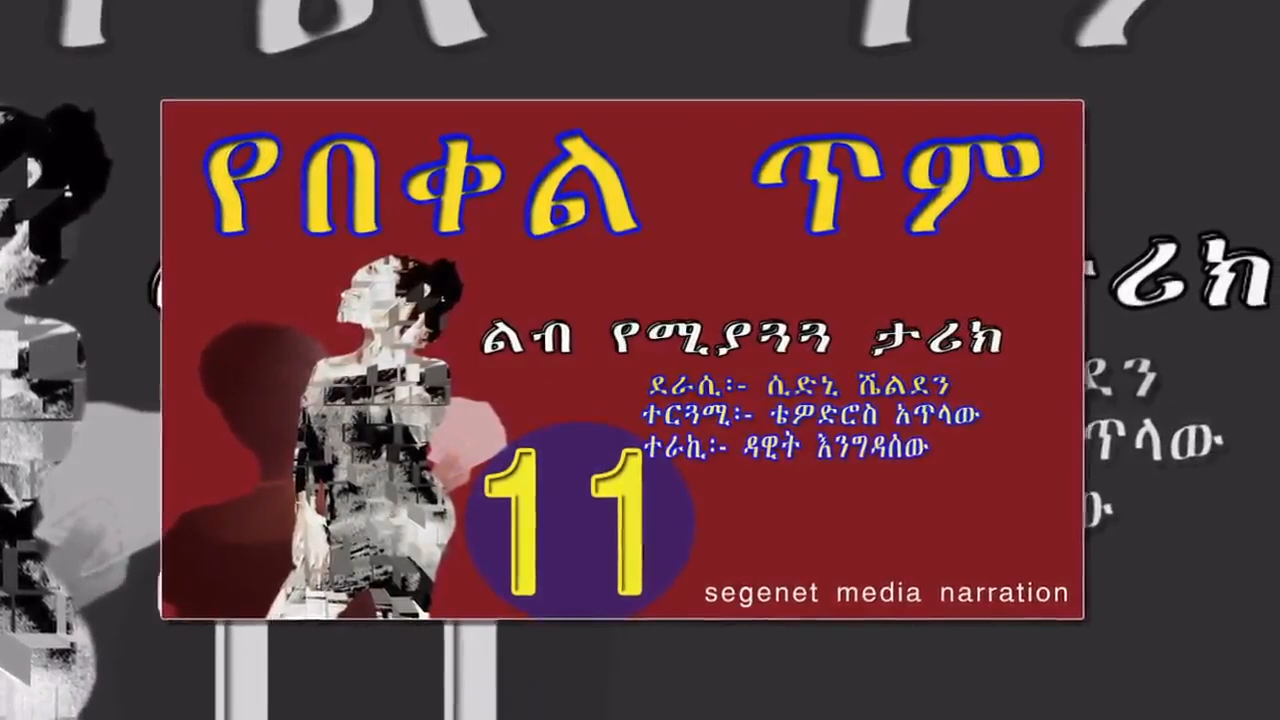 የበቀል ጥም
ልብ የሚያጓጓ ታሪክ
ደራሲ፡- ሲድኒ ሼልደን
ተርጓሚ፡- ቴዎድሮስ አጥላው
ተራኪ፡- ዳዊት እንግዳሰው
11
segenet media narration